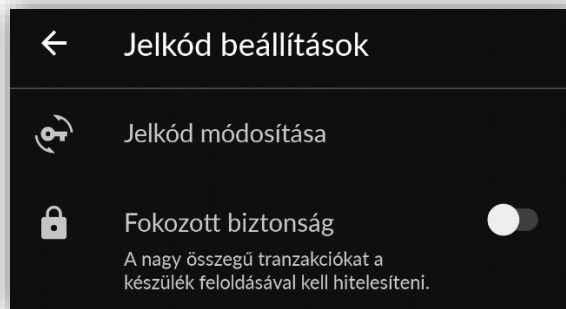 Jelkód beállítások
Jelkód módosítása
Fokozott biztonság
A nagy összegű tranzakciókat a
készülék feloldásával kell hitelesíteni.